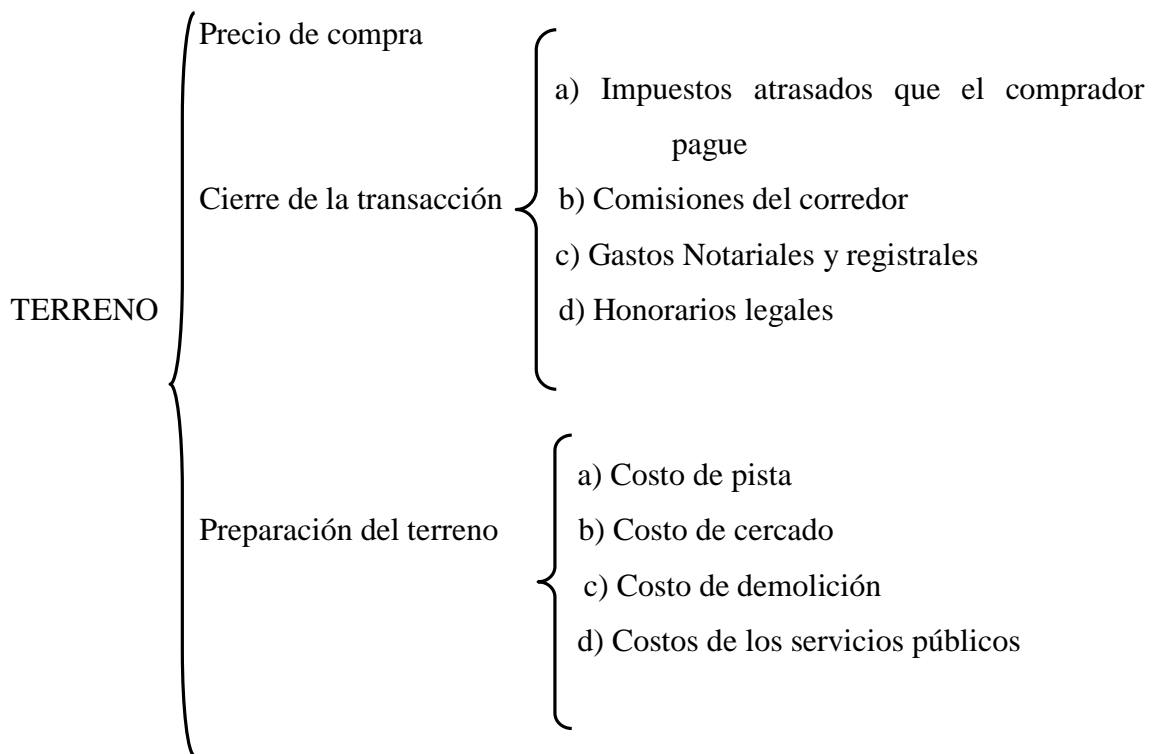 Precio de compra
a) Impuestos atrasados que el comprador
pague
Cierre de la transacción
b) Comisiones del corredor
c) Gastos Notariales y registrales
TERRENO
d) Honorarios legales
a) Costo de pista
Preparación del terreno
b) Costo de cercado
c) Costo de demolición
d) Costos de los servicios públicos